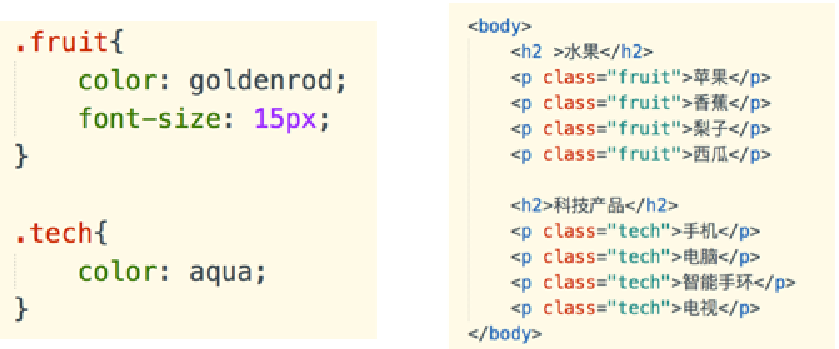 .fruit{
    color: goldenrod;
    font-size: 15px;
}

.tech{
    color: aqua;
}

<body>
    <h2 >水果</h2>
    <p class="fruit">苹果</p>
    <p class="fruit">香蕉</p>
    <p class="fruit">梨子</p>
    <p class="fruit">西瓜</p>

    <h2>科技产品</h2>
    <p class="tech">手机</p>
    <p class="tech">电脑</p>
    <p class="tech">智能手环</p>
    <p class="tech">电视</p>
</body>